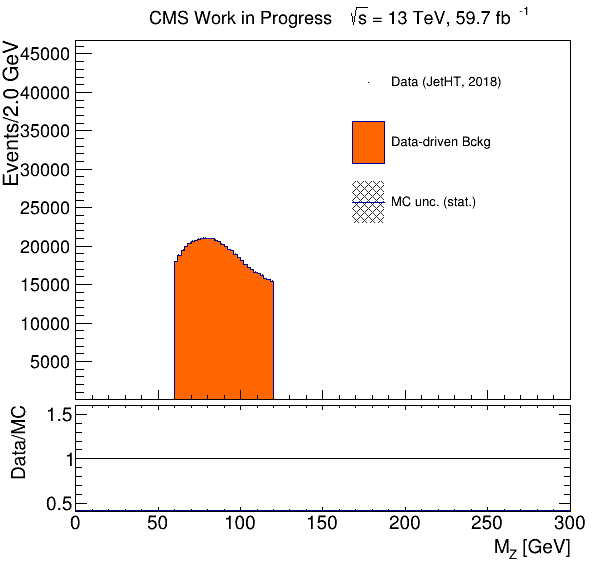 CMS Work in Progress √s = 13 TeV, 59.7 fb -1
Events/2.0 GeV
45000
40000
35000
30000
25000
20000
15000
10000
5000
Data (JetHT, 2018)
Data-driven Bckg
MC unc. (stat.)
Data/MC
1.5
1
0.5
0 50 100 150 200 250 300
M_Z [GeV]